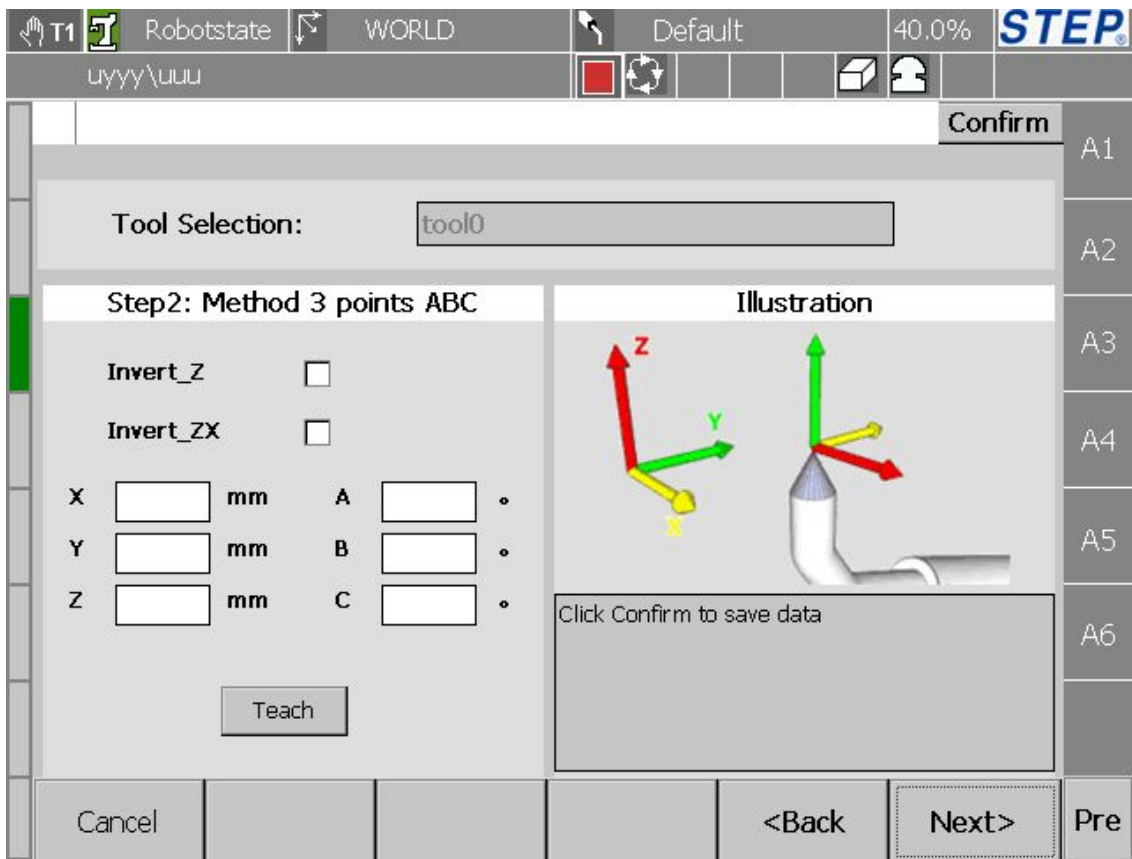 T1 Robotstate WORLD Default 40.0% STEP®
uyyy\uuu
Confirm
A1
Tool Selection: tool0
A2
Step2: Method 3 points ABC
Illustration
Invert_Z
Z
A3
Invert_ZX
Y
A4
X mm A °
X
Y mm B °
A5
Z mm C °
Click Confirm to save data
A6
Teach
Cancel <Back Next> Pre